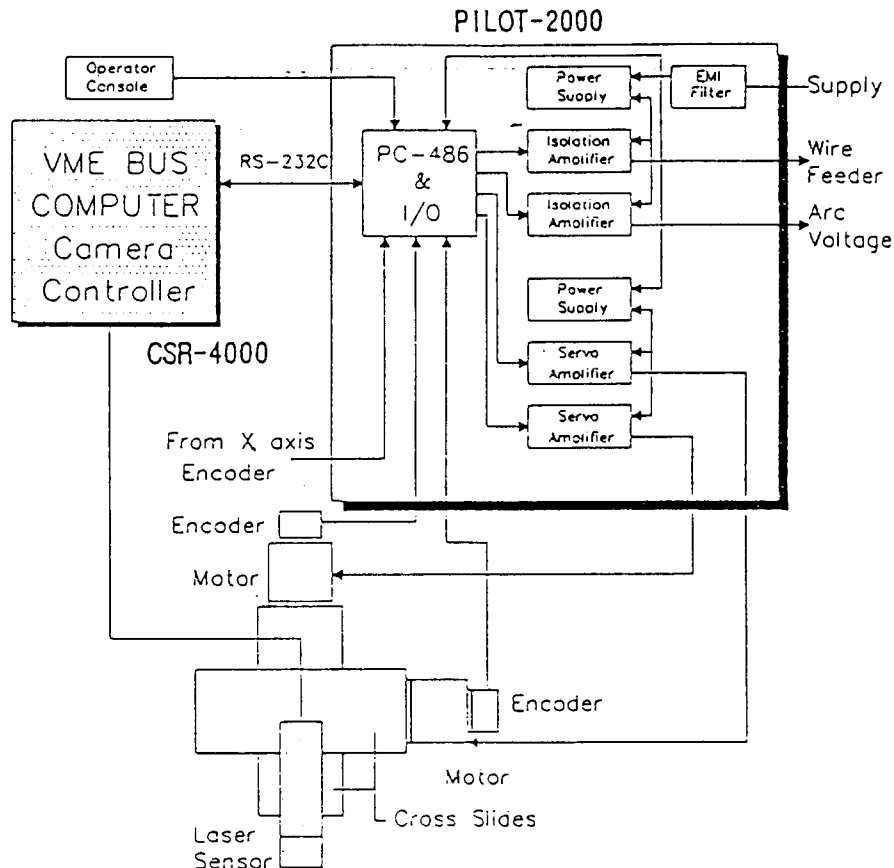 PILOT-2000
Operator
Console
Power
Supply
EMI
Filter
Supply
VME BUS
COMPUTER
Camera
Controller
RS-232C
PC-486
&
I/O
Isolation
Amplifier
Wire
Feeder
Isolation
Amplifier
Arc
Voltage
Power
Supply
CSR-4000
Servo
Amplifier
Servo
Amplifier
From X axis
Encoder
Encoder
Motor
Encoder
Motor
Cross Slides
Laser
Sensor